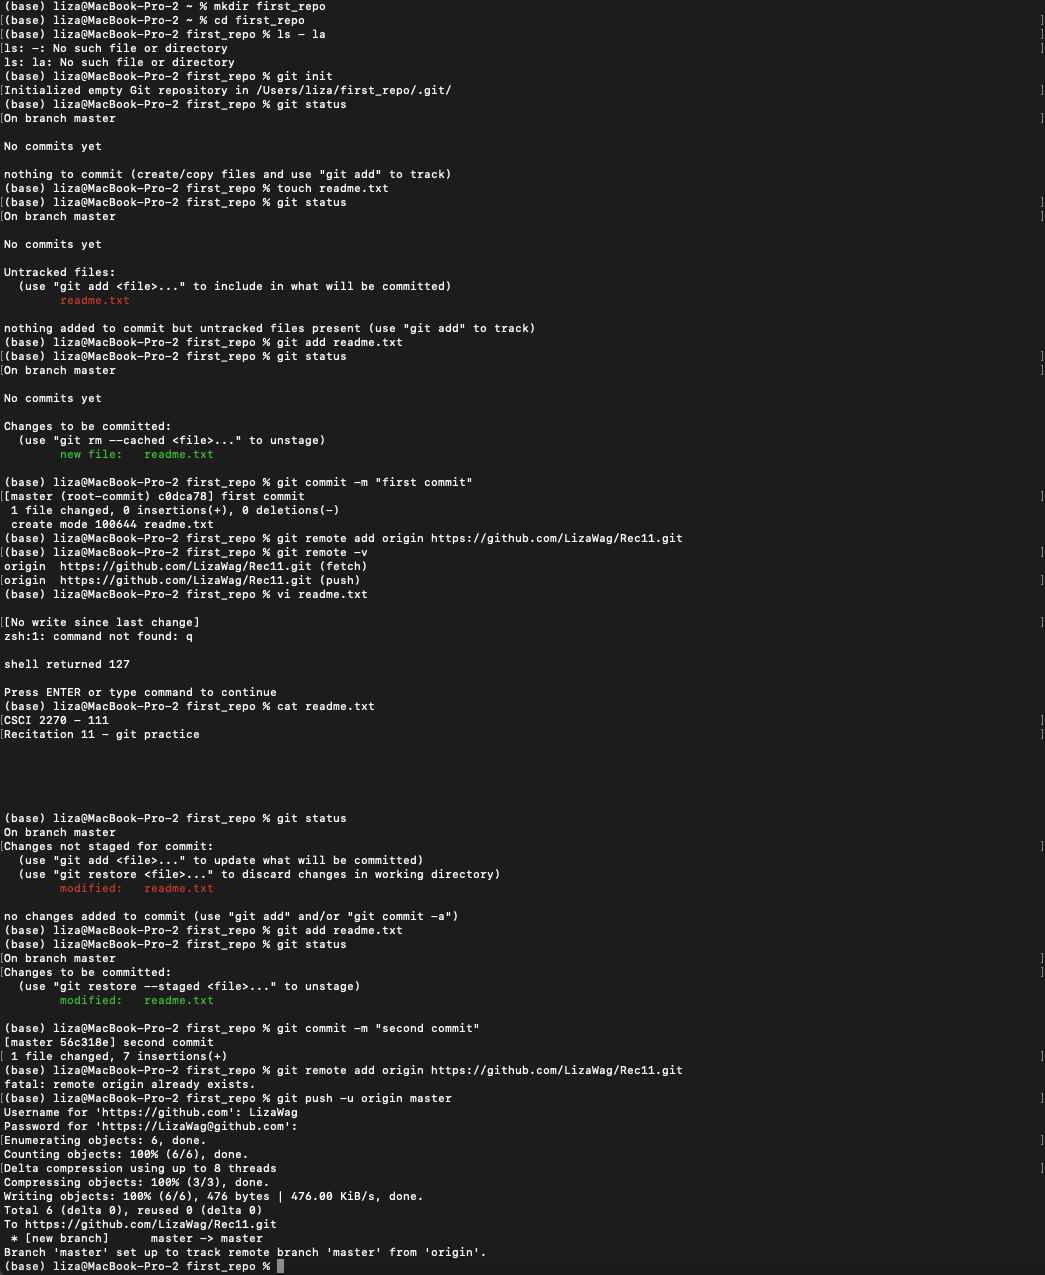 (base) liza@MacBook-Pro-2 ~ % mkdir first_repo
[(base) liza@MacBook-Pro-2 ~ % cd first_repo ]
(base) liza@MacBook-Pro-2 first_repo % ls - la ]
[ls: -: No such file or directory ]
ls: la: No such file or directory
(base) liza@MacBook-Pro-2 first_repo % git init
[Initialized empty Git repository in /Users/liza/first_repo/.git/ ]
(base) liza@MacBook-Pro-2 first_repo % git status
[On branch master ]

No commits yet

nothing to commit (create/copy files and use "git add" to track)
(base) liza@MacBook-Pro-2 first_repo % touch readme.txt
[(base) liza@MacBook-Pro-2 first_repo % git status ]
[On branch master ]

No commits yet

Untracked files:
  (use "git add <file>..." to include in what will be committed)
        readme.txt

nothing added to commit but untracked files present (use "git add" to track)
(base) liza@MacBook-Pro-2 first_repo % git add readme.txt
[(base) liza@MacBook-Pro-2 first_repo % git status ]
[On branch master ]

No commits yet

Changes to be committed:
  (use "git rm --cached <file>..." to unstage)
        new file:   readme.txt

(base) liza@MacBook-Pro-2 first_repo % git commit -m "first commit"
[[master (root-commit) c0dca78] first commit ]
 1 file changed, 0 insertions(+), 0 deletions(-)
 create mode 100644 readme.txt
(base) liza@MacBook-Pro-2 first_repo % git remote add origin https://github.com/LizaWag/Rec11.git
[(base) liza@MacBook-Pro-2 first_repo % git remote -v ]
origin  https://github.com/LizaWag/Rec11.git (fetch)
[origin  https://github.com/LizaWag/Rec11.git (push) ]
(base) liza@MacBook-Pro-2 first_repo % vi readme.txt

[[No write since last change] ]
zsh:1: command not found: q

shell returned 127

Press ENTER or type command to continue
(base) liza@MacBook-Pro-2 first_repo % cat readme.txt
[CSCI 2270 - 111 ]
[Recitation 11 - git practice ]

(base) liza@MacBook-Pro-2 first_repo % git status
On branch master
[Changes not staged for commit: ]
  (use "git add <file>..." to update what will be committed)
  (use "git restore <file>..." to discard changes in working directory)
        modified:   readme.txt

no changes added to commit (use "git add" and/or "git commit -a")
(base) liza@MacBook-Pro-2 first_repo % git add readme.txt
(base) liza@MacBook-Pro-2 first_repo % git status
[On branch master ]
[Changes to be committed: ]
  (use "git restore --staged <file>..." to unstage)
        modified:   readme.txt

(base) liza@MacBook-Pro-2 first_repo % git commit -m "second commit"
[master 56c318e] second commit
[ 1 file changed, 7 insertions(+) ]
(base) liza@MacBook-Pro-2 first_repo % git remote add origin https://github.com/LizaWag/Rec11.git
fatal: remote origin already exists.
[(base) liza@MacBook-Pro-2 first_repo % git push -u origin master ]
Username for 'https://github.com': LizaWag
Password for 'https://LizaWag@github.com':
[Enumerating objects: 6, done. ]
Counting objects: 100% (6/6), done.
[Delta compression using up to 8 threads ]
Compressing objects: 100% (3/3), done.
Writing objects: 100% (6/6), 476 bytes | 476.00 KiB/s, done.
Total 6 (delta 0), reused 0 (delta 0)
To https://github.com/LizaWag/Rec11.git
 * [new branch]      master -> master
Branch 'master' set up to track remote branch 'master' from 'origin'.
(base) liza@MacBook-Pro-2 first_repo %